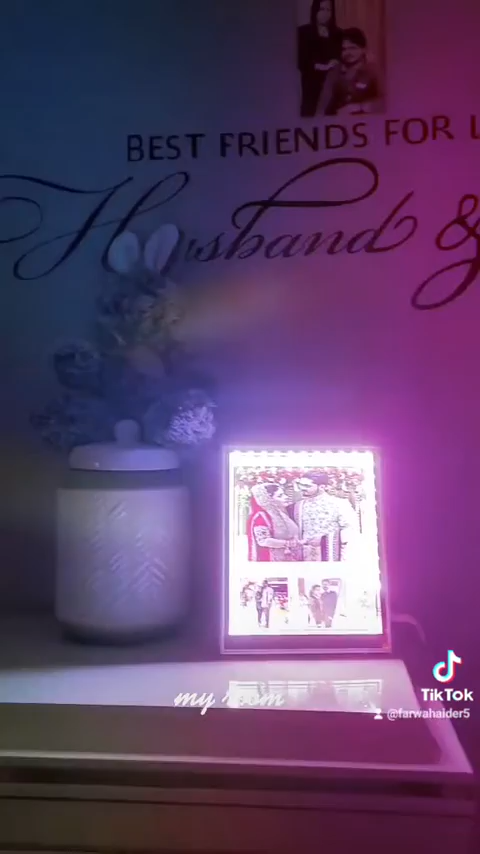 BEST FRIENDS FOR L
Husband &
my room
TikTok
@farwahaider5